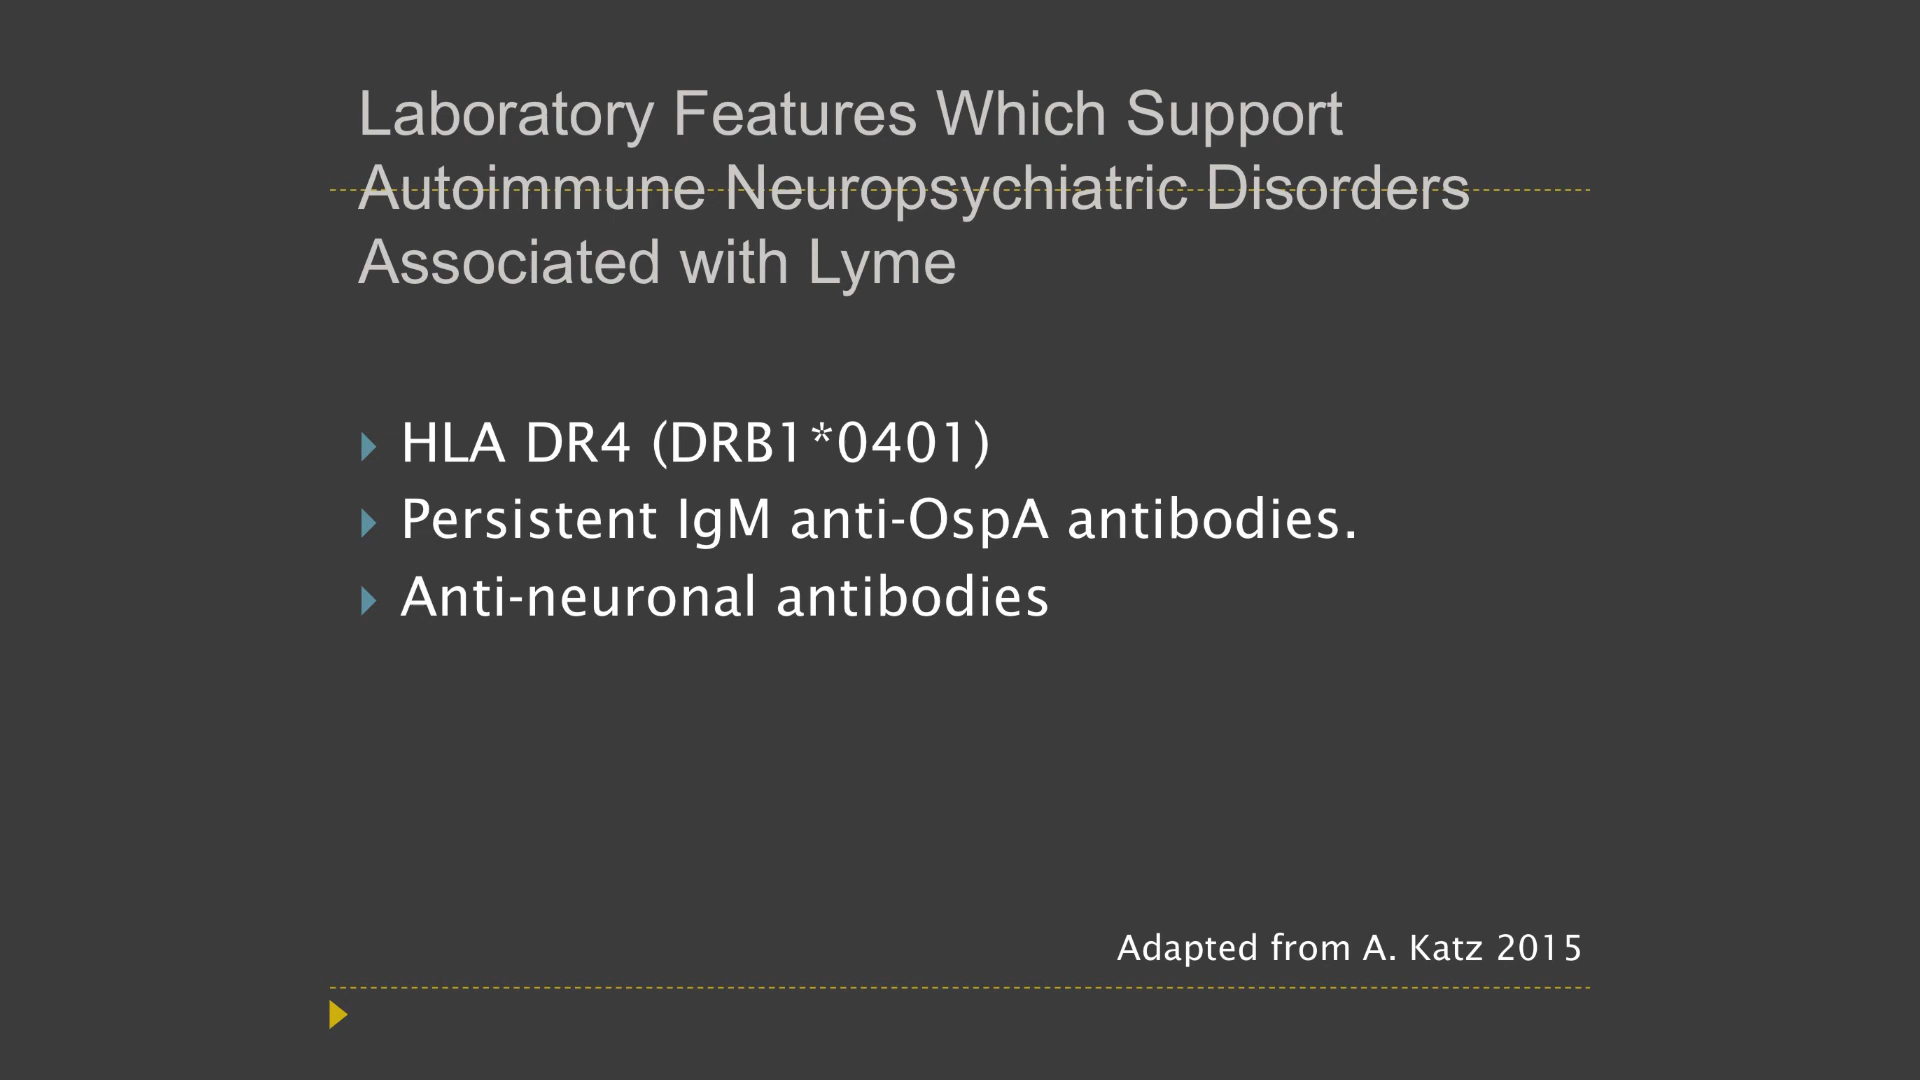 Laboratory Features Which Support
Autoimmune Neuropsychiatric Disorders
Associated with Lyme
HLA DR4 (DRB1*0401)
Persistent IgM anti-OspA antibodies.
Anti-neuronal antibodies
Adapted from A. Katz 2015